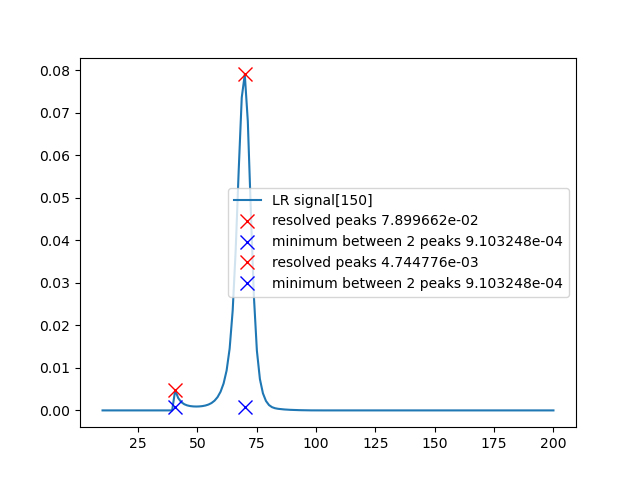 0.08
0.07
0.06
0.05
0.04
0.03
0.02
0.01
0.00
LR signal[150]
resolved peaks 7.899662e-02
minimum between 2 peaks 9.103248e-04
resolved peaks 4.744776e-03
minimum between 2 peaks 9.103248e-04
25 50 75 100 125 150 175 200